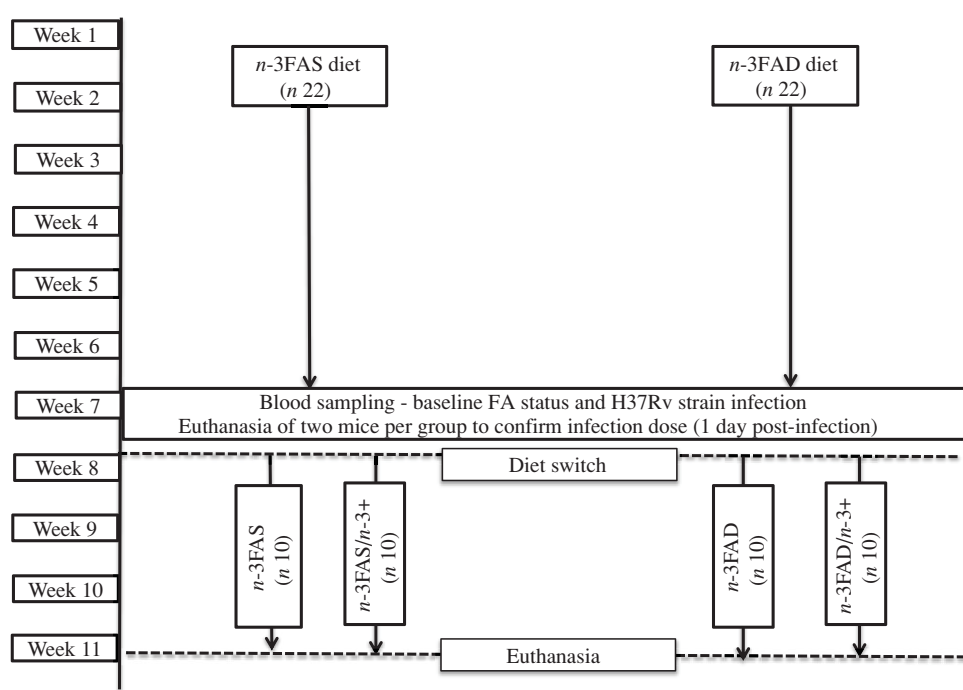 Week 1
n-3FAS diet
(n 22)
n-3FAD diet
(n 22)
Week 2
Week 3
Week 4
Week 5
Week 6
Week 7
Blood sampling - baseline FA status and H37Rv strain infection
Euthanasia of two mice per group to confirm infection dose (1 day post-infection)
Week 8
Diet switch
n-3FAS
(n 10)
n-3FAS/n-3+
(n 10)
n-3FAD
(n 10)
n-3FAD/n-3+
(n 10)
Week 9
Week 10
Week 11
Euthanasia